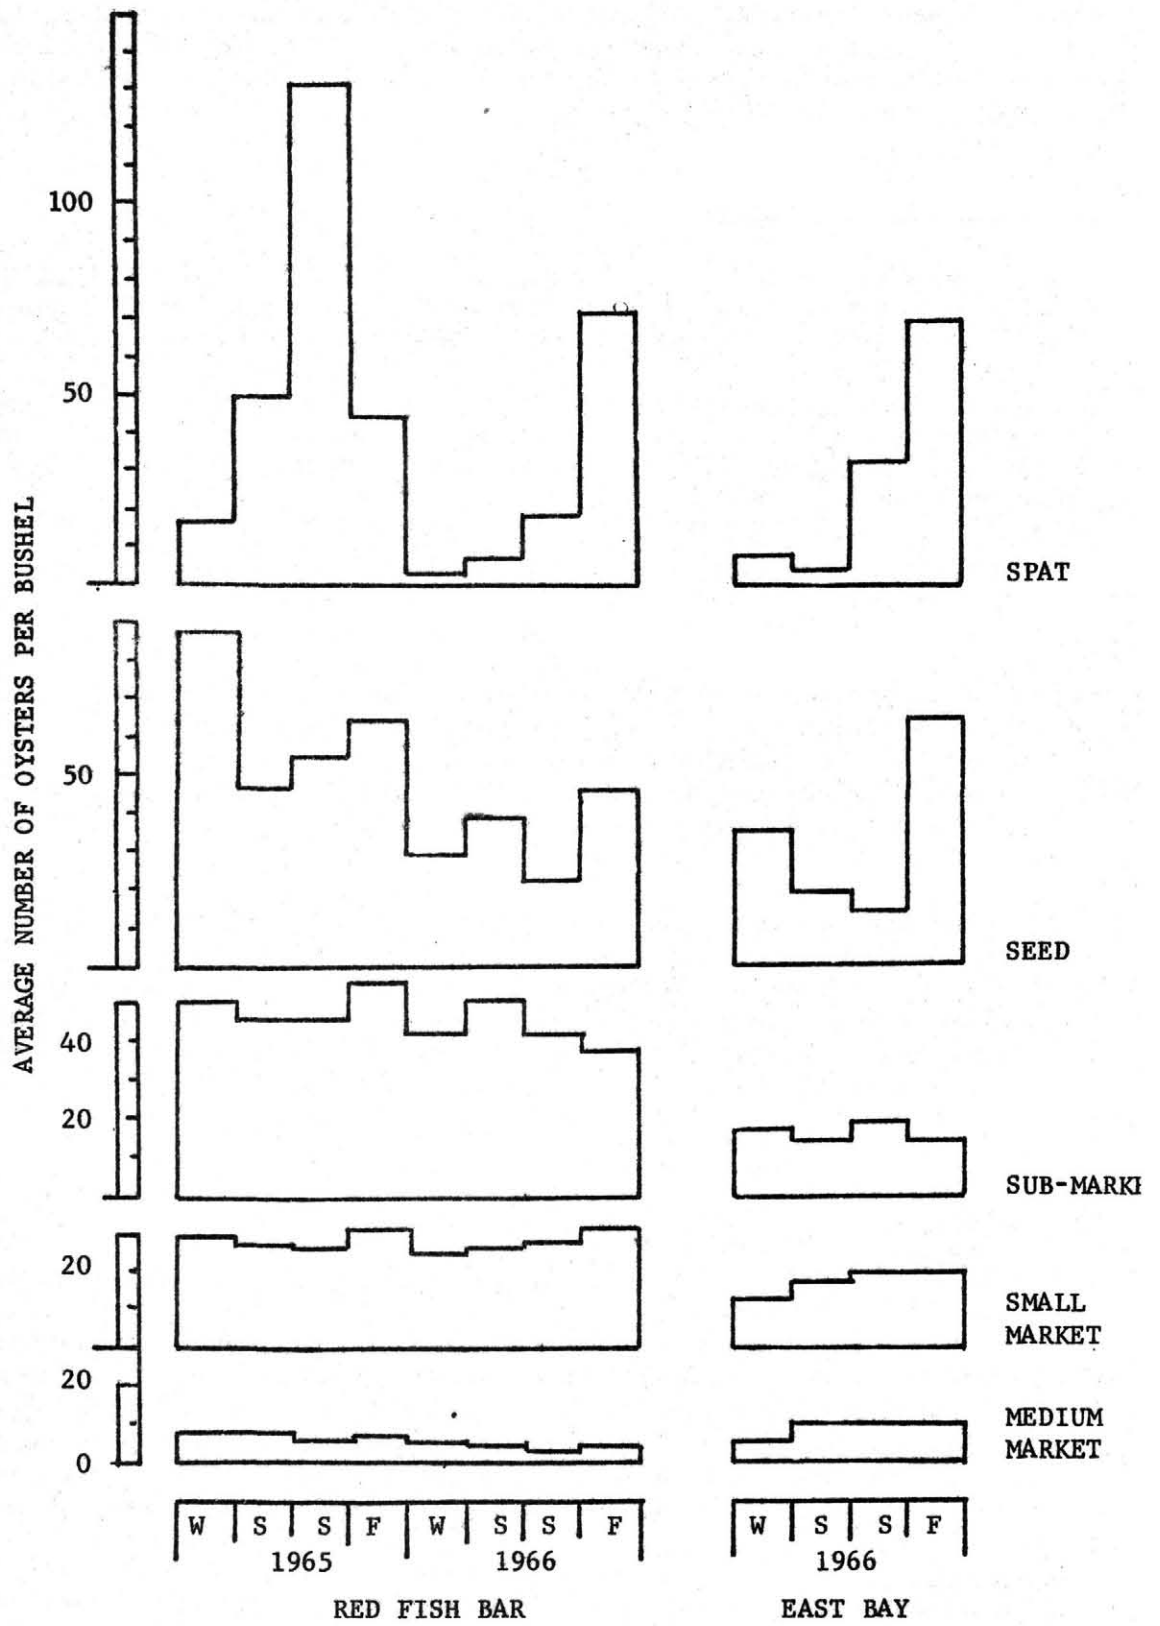 100
50
SPAT
50
SEED
40
20
SUB-MARK
20
SMALL
MARKET
20
0
MEDIUM
MARKET
AVERAGE NUMBER OF OYSTERS PER BUSHEL
W S S F W S S F
W S S F
1965 1966
1966
RED FISH BAR
EAST BAY